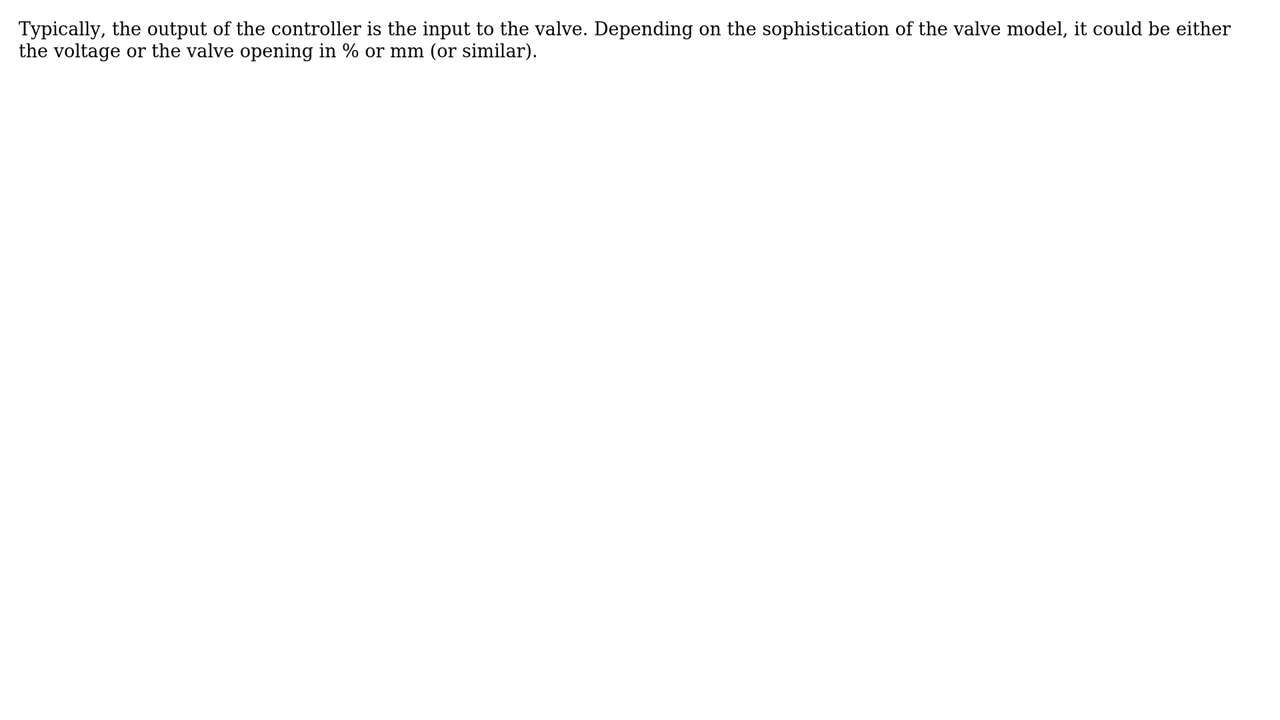 Typically, the output of the controller is the input to the valve. Depending on the sophistication of the valve model, it could be either
the voltage or the valve opening in % or mm (or similar).